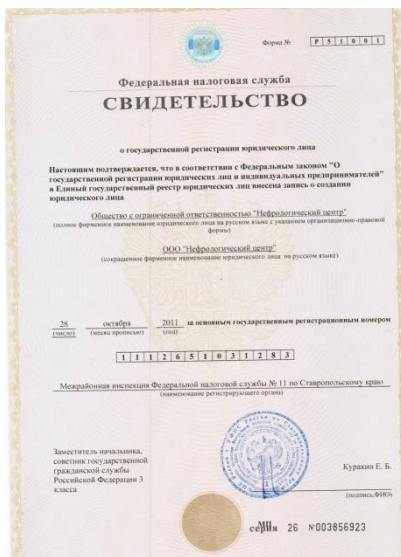 Форма № Р 5 1 0 0 1
Федеральная налоговая служба
СВИДЕТЕЛЬСТВО
о государственной регистрации юридического лица
Настоящим подтверждается, что в соответствии с Федеральным законом "О
государственной регистрации юридических лиц и индивидуальных предпринимателей"
в Единый государственный реестр юридических лиц внесена запись о создании
юридического лица
Общество с ограниченной ответственностью "Нефрологический центр"
(полное фирменное наименование юридического лица на русском языке с указанием организационно-правовой
формы)
ООО "Нефрологический центр"
(сокращенное фирменное наименование юридического лица на русском языке)
28 октября 2011 за основным государственным регистрационным номером
(число) (месяц прописью) (год)
1 1 1 2 6 5 1 0 3 1 2 8 3
Межрайонная инспекция Федеральной налоговой службы № 11 по Ставропольскому краю
(наименование регистрирующего органа)
Заместитель начальника,
советник государственной
гражданской службы
Российской Федерации 3
класса
Куракин Е. Б.
(подпись, ФИО)
МП
серия 26 №003856923